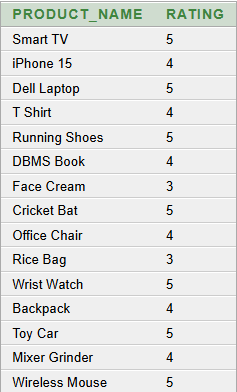 PRODUCT_NAME RATING
Smart TV 5
iPhone 15 4
Dell Laptop 5
T Shirt 4
Running Shoes 5
DBMS Book 4
Face Cream 3
Cricket Bat 5
Office Chair 4
Rice Bag 3
Wrist Watch 5
Backpack 4
Toy Car 5
Mixer Grinder 4
Wireless Mouse 5